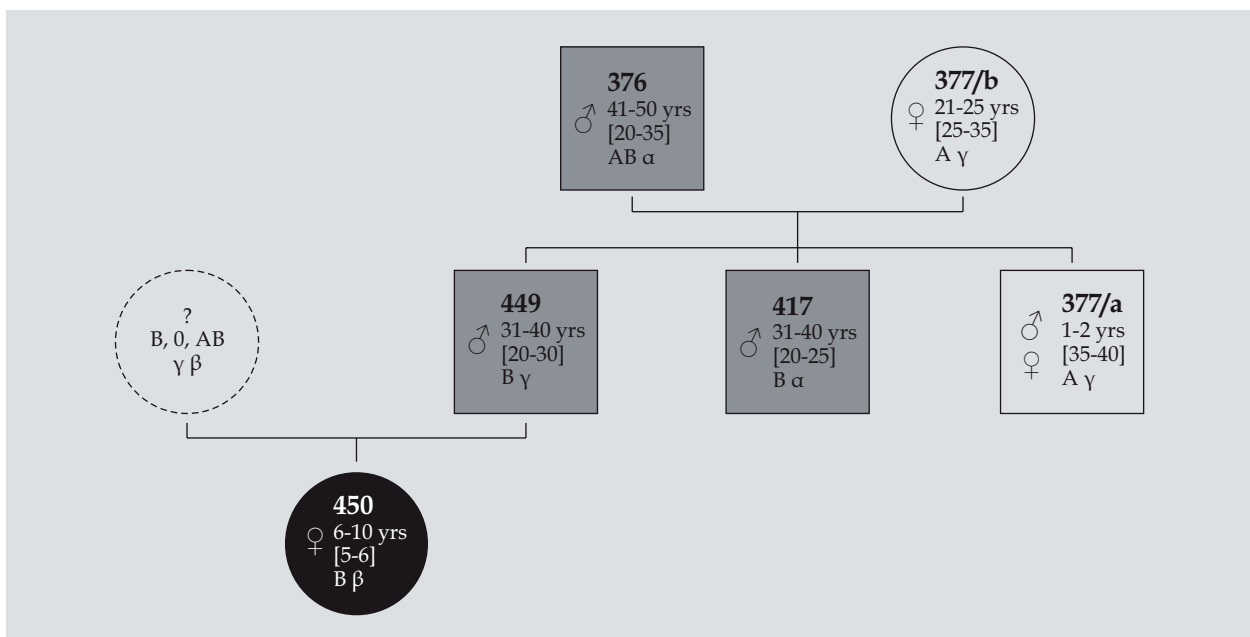 376
♂ 41-50 yrs
[20-35]
AB α
377/b
♀ 21-25 yrs
[25-35]
A γ
?
B, 0, AB
γ β
449
♂ 31-40 yrs
[20-30]
B γ
417
♂ 31-40 yrs
[20-25]
B α
377/a
♂ 1-2 yrs
♀ [35-40]
A γ
450
♀ 6-10 yrs
[5-6]
B β